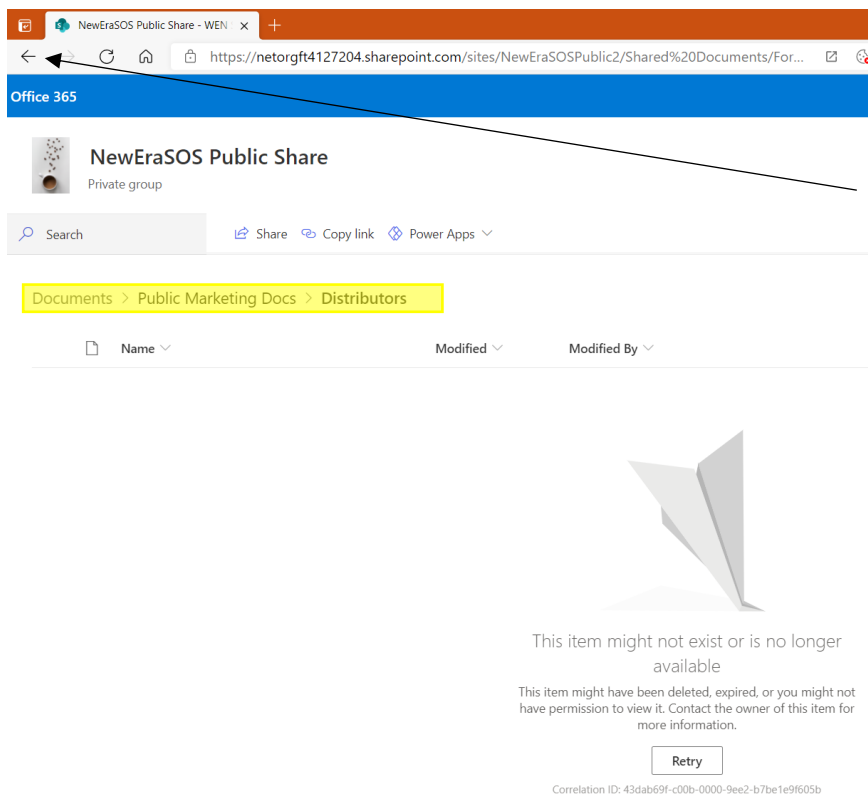 NewEraSOS Public Share - WEN
https://netorgft4127204.sharepoint.com/sites/NewEraSOSPublic2/Shared%20Documents/For...
Office 365
NewEraSOS Public Share
Private group
Search
Share Copy link Power Apps
Documents > Public Marketing Docs > Distributors
Name Modified Modified By
This item might not exist or is no longer
available
This item might have been deleted, expired, or you might not
have permission to view it. Contact the owner of this item for
more information.
Retry
Correlation ID: 43dab69f-c00b-0000-9ee2-b7be1e9f605b